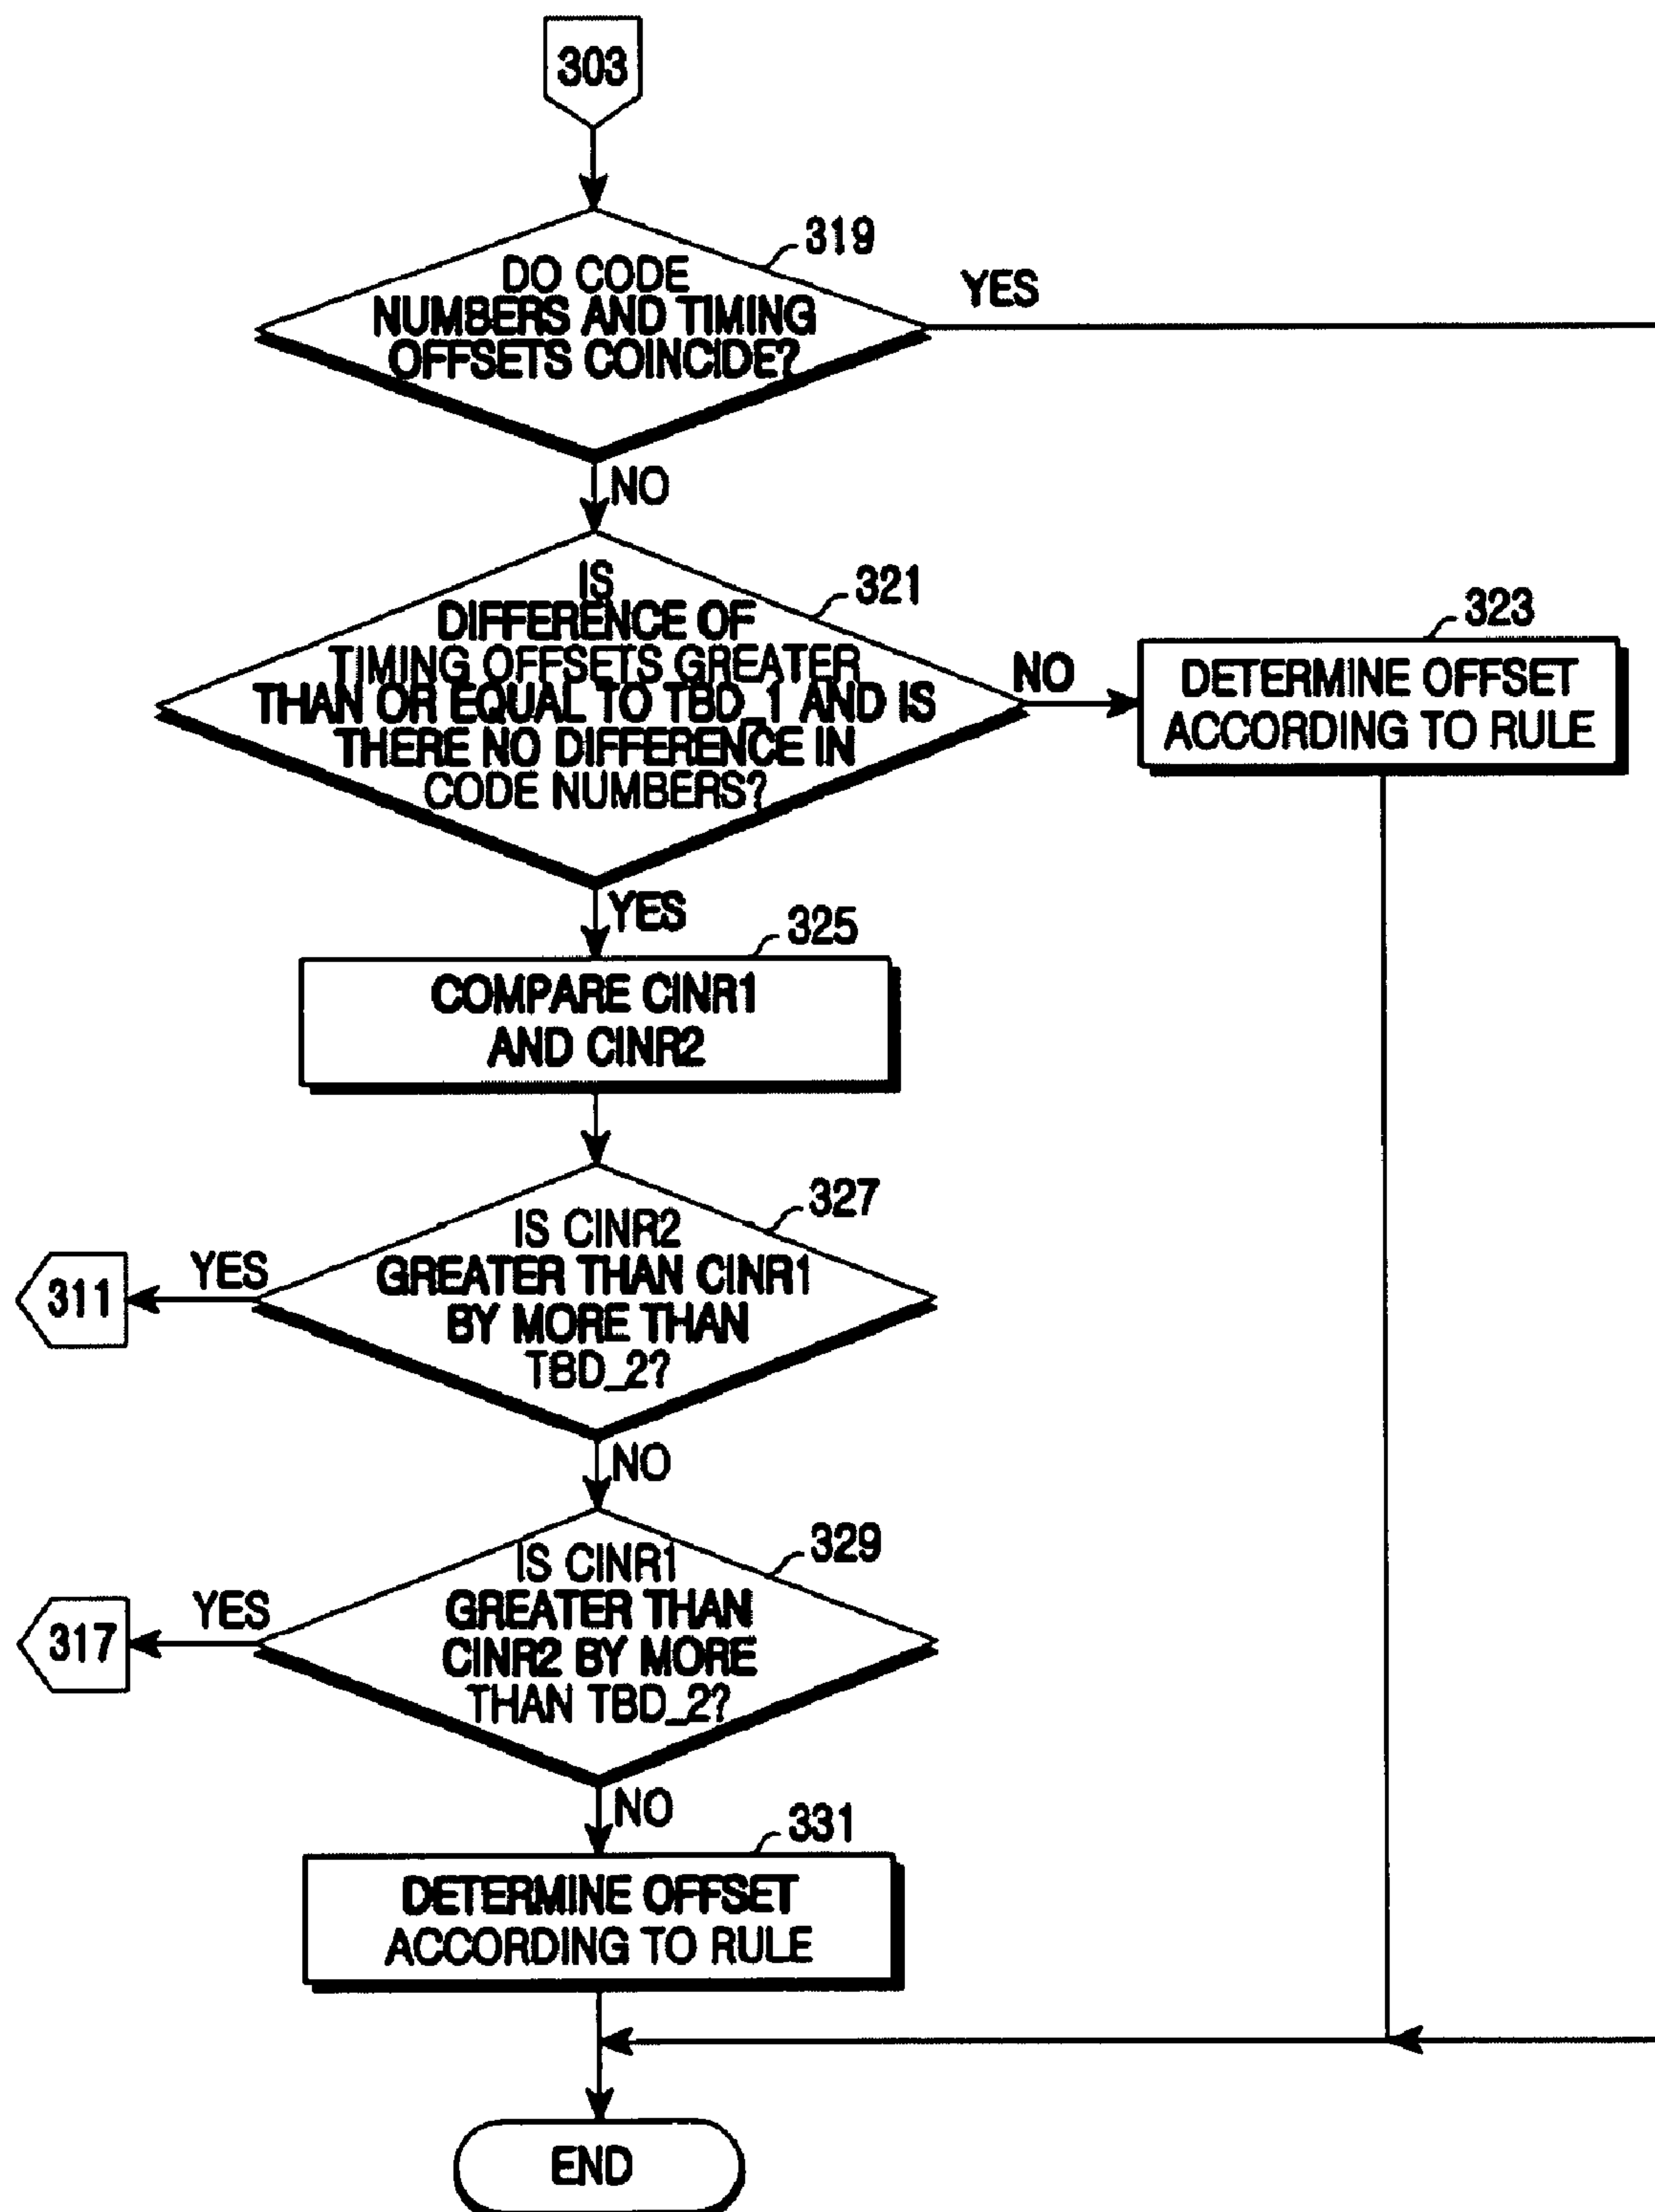 303
319
DO CODE
NUMBERS AND TIMING
OFFSETS COINCIDE?
YES
NO
321
IS
DIFFERENCE OF
TIMING OFFSETS GREATER
THAN OR EQUAL TO TBD_1 AND IS
THERE NO DIFFERENCE IN
CODE NUMBERS?
NO
323
DETERMINE OFFSET
ACCORDING TO RULE
YES
325
COMPARE CINR1
AND CINR2
327
IS CINR2
GREATER THAN CINR1
BY MORE THAN
TBD_2?
YES
311
NO
329
IS CINR1
GREATER THAN
CINR2 BY MORE
THAN TBD_2?
YES
317
NO
331
DETERMINE OFFSET
ACCORDING TO RULE
END